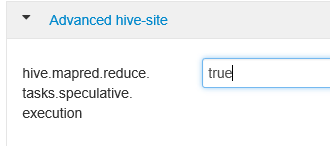 Advanced hive-site
hive.mapred.reduce.
tasks.speculative.
execution
true